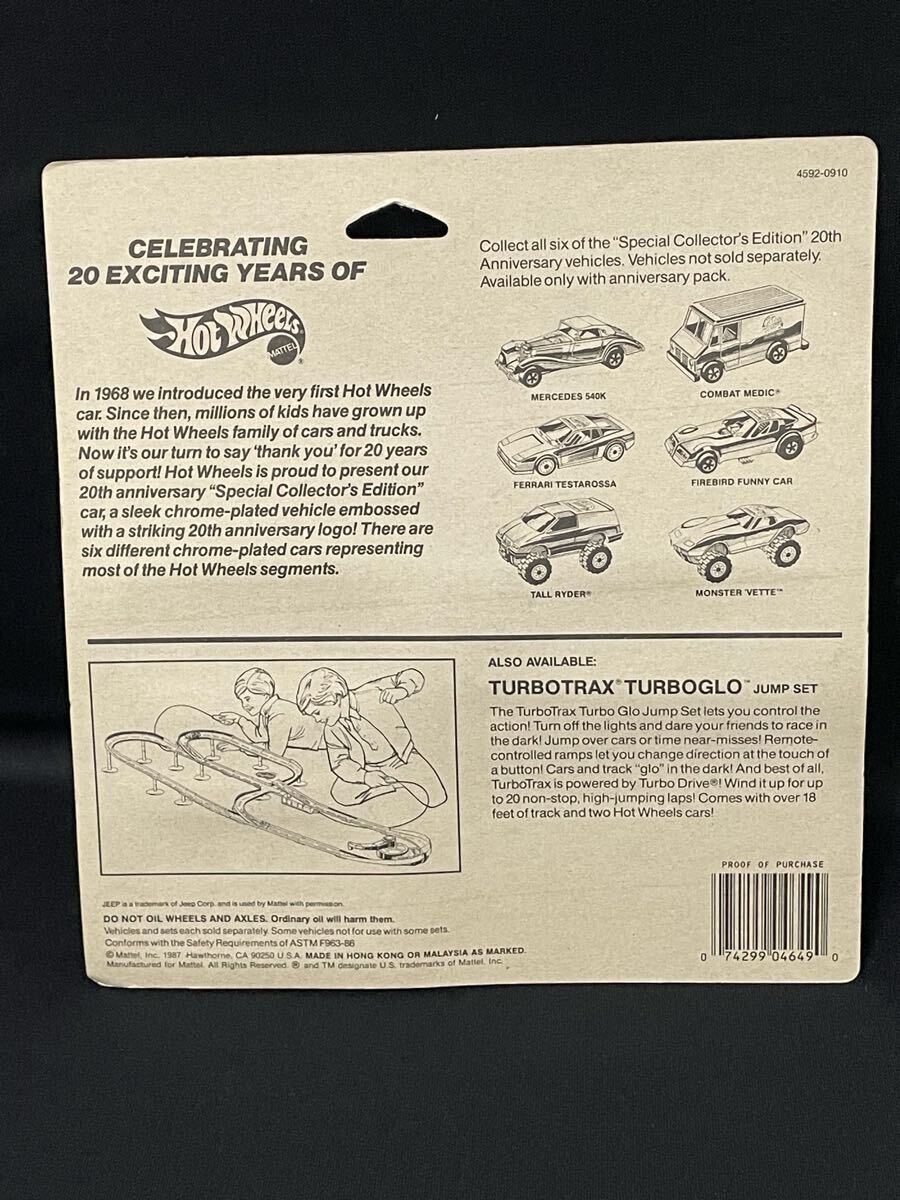 4592-0910
CELEBRATING
20 EXCITING YEARS OF
Hot Wheels
MATTEL
®
In 1968 we introduced the very first Hot Wheels
car. Since then, millions of kids have grown up
with the Hot Wheels family of cars and trucks.
Now it's our turn to say 'thank you' for 20 years
of support! Hot Wheels is proud to present our
20th anniversary "Special Collector's Edition"
car, a sleek chrome-plated vehicle embossed
with a striking 20th anniversary logo! There are
six different chrome-plated cars representing
most of the Hot Wheels segments.
Collect all six of the "Special Collector's Edition" 20th
Anniversary vehicles. Vehicles not sold separately.
Available only with anniversary pack.
MERCEDES 540K
COMBAT MEDIC®
FERRARI TESTAROSSA
FIREBIRD FUNNY CAR
TALL RYDER®
MONSTER 'VETTE™
ALSO AVAILABLE:
TURBOTRAX® TURBOGLO™ JUMP SET
The TurboTrax Turbo Glo Jump Set lets you control the
action! Turn off the lights and dare your friends to race in
the dark! Jump over cars or time near-misses! Remote-
controlled ramps let you change direction at the touch of
a button! Cars and track "glo" in the dark! And best of all,
TurboTrax is powered by Turbo Drive®! Wind it up for up
to 20 non-stop, high-jumping laps! Comes with over 18
feet of track and two Hot Wheels cars!
JEEP is a trademark of Jeep Corp. and is used by Mattel with permission.
DO NOT OIL WHEELS AND AXLES. Ordinary oil will harm them.
Vehicles and sets each sold separately. Some vehicles not for use with some sets.
Conforms with the Safety Requirements of ASTM F963-86
© Mattel, Inc. 1987 Hawthorne, CA 90250 U.S.A. MADE IN HONG KONG OR MALAYSIA AS MARKED.
Manufactured for Mattel. All Rights Reserved. ® and TM designate U.S. trademarks of Mattel, Inc.
PROOF OF PURCHASE
0 74299 04649 0